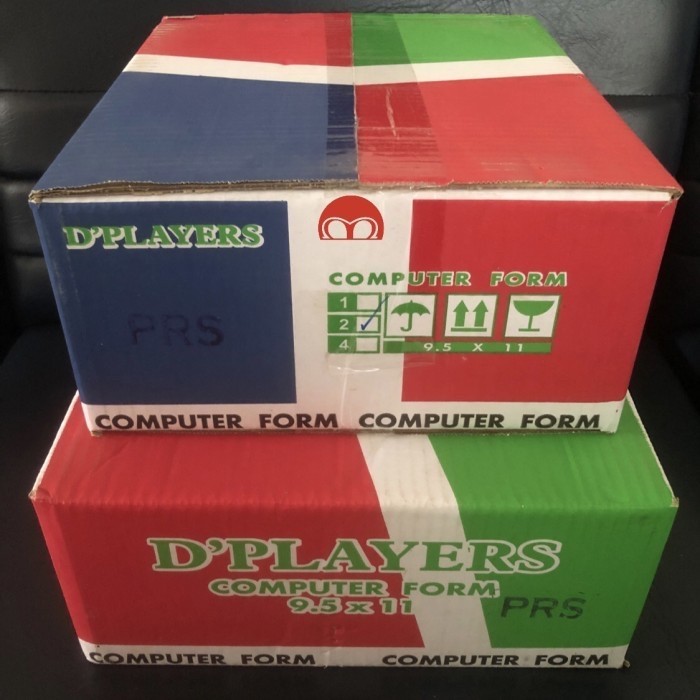 D'PLAYERS
COMPUTER FORM
1
2
4
9.5 X 11
PRS
COMPUTER FORM COMPUTER FORM
D'PLAYERS
COMPUTER FORM
9.5 x 11
PRS
COMPUTER FORM COMPUTER FORM